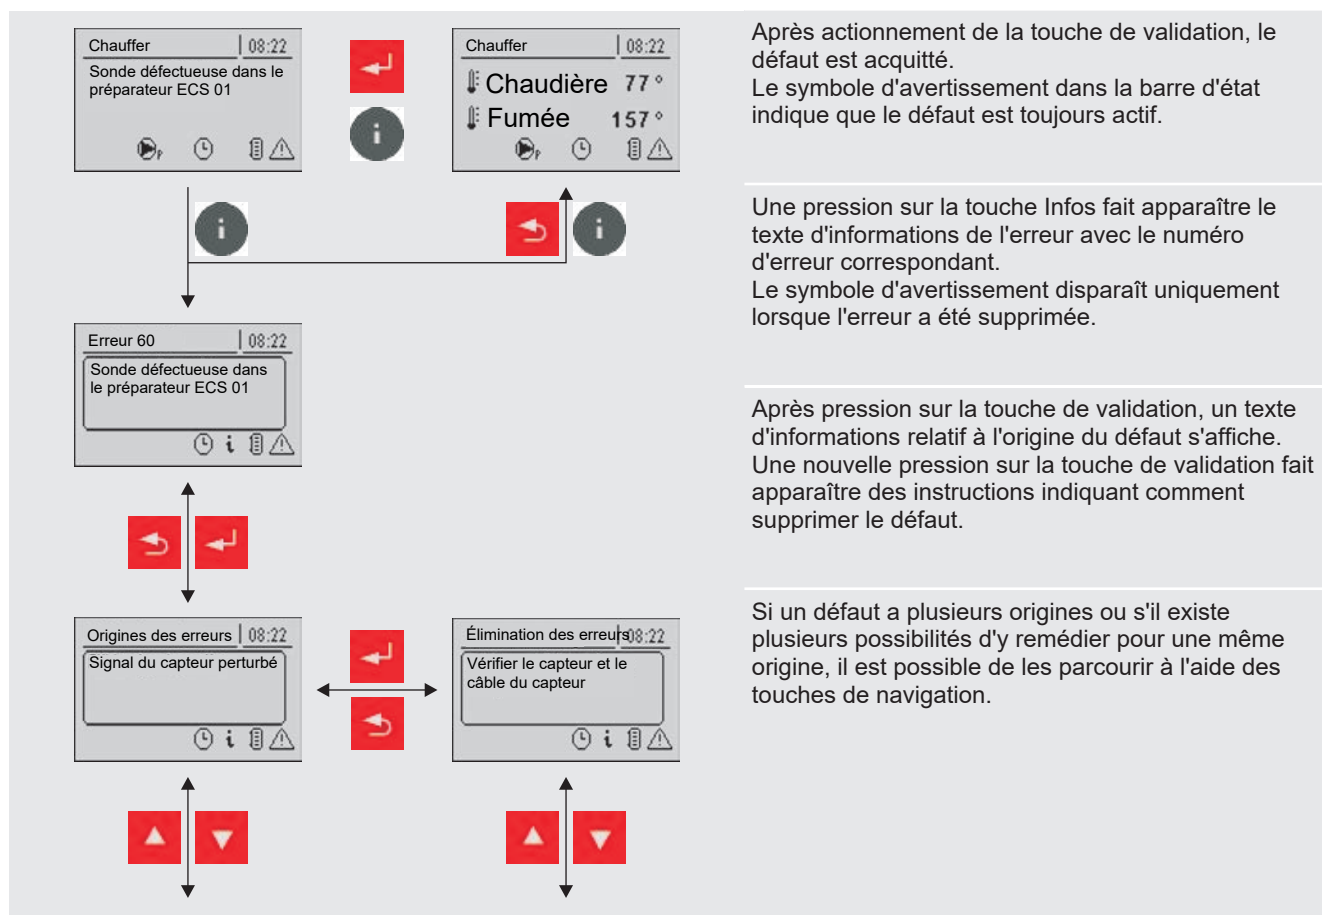 Chauffer 08:22
Sonde défectueuse dans le
préparateur ECS 01
P
i
Chauffer 08:22
Chaudière 77°
Fumée 157°
P
Après actionnement de la touche de validation, le
défaut est acquitté.
Le symbole d'avertissement dans la barre d'état
indique que le défaut est toujours actif.
i
i
Une pression sur la touche Infos fait apparaître le
texte d'informations de l'erreur avec le numéro
d'erreur correspondant.
Le symbole d'avertissement disparaît uniquement
lorsque l'erreur a été supprimée.
Erreur 60 08:22
Sonde défectueuse dans
le préparateur ECS 01
i
Après pression sur la touche de validation, un texte
d'informations relatif à l'origine du défaut s'affiche.
Une nouvelle pression sur la touche de validation fait
apparaître des instructions indiquant comment
supprimer le défaut.
Origines des erreurs 08:22
Signal du capteur perturbé
i
Élimination des erreurs 08:22
Vérifier le capteur et le
câble du capteur
i
Si un défaut a plusieurs origines ou s'il existe
plusieurs possibilités d'y remédier pour une même
origine, il est possible de les parcourir à l'aide des
touches de navigation.